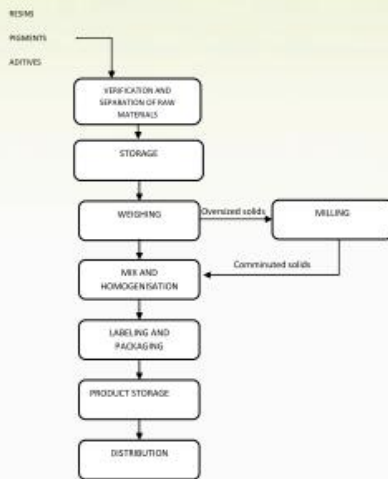 RESINS
PIGMENTS
ADITIVES
VERIFICATION AND
SEPARATION OF RAW
MATERIALS
STORAGE
WEIGHING
Oversized solids
MILLING
Comminuted solids
MIX AND
HOMOGENISATION
LABELING AND
PACKAGING
PRODUCT STORAGE
DISTRIBUTION